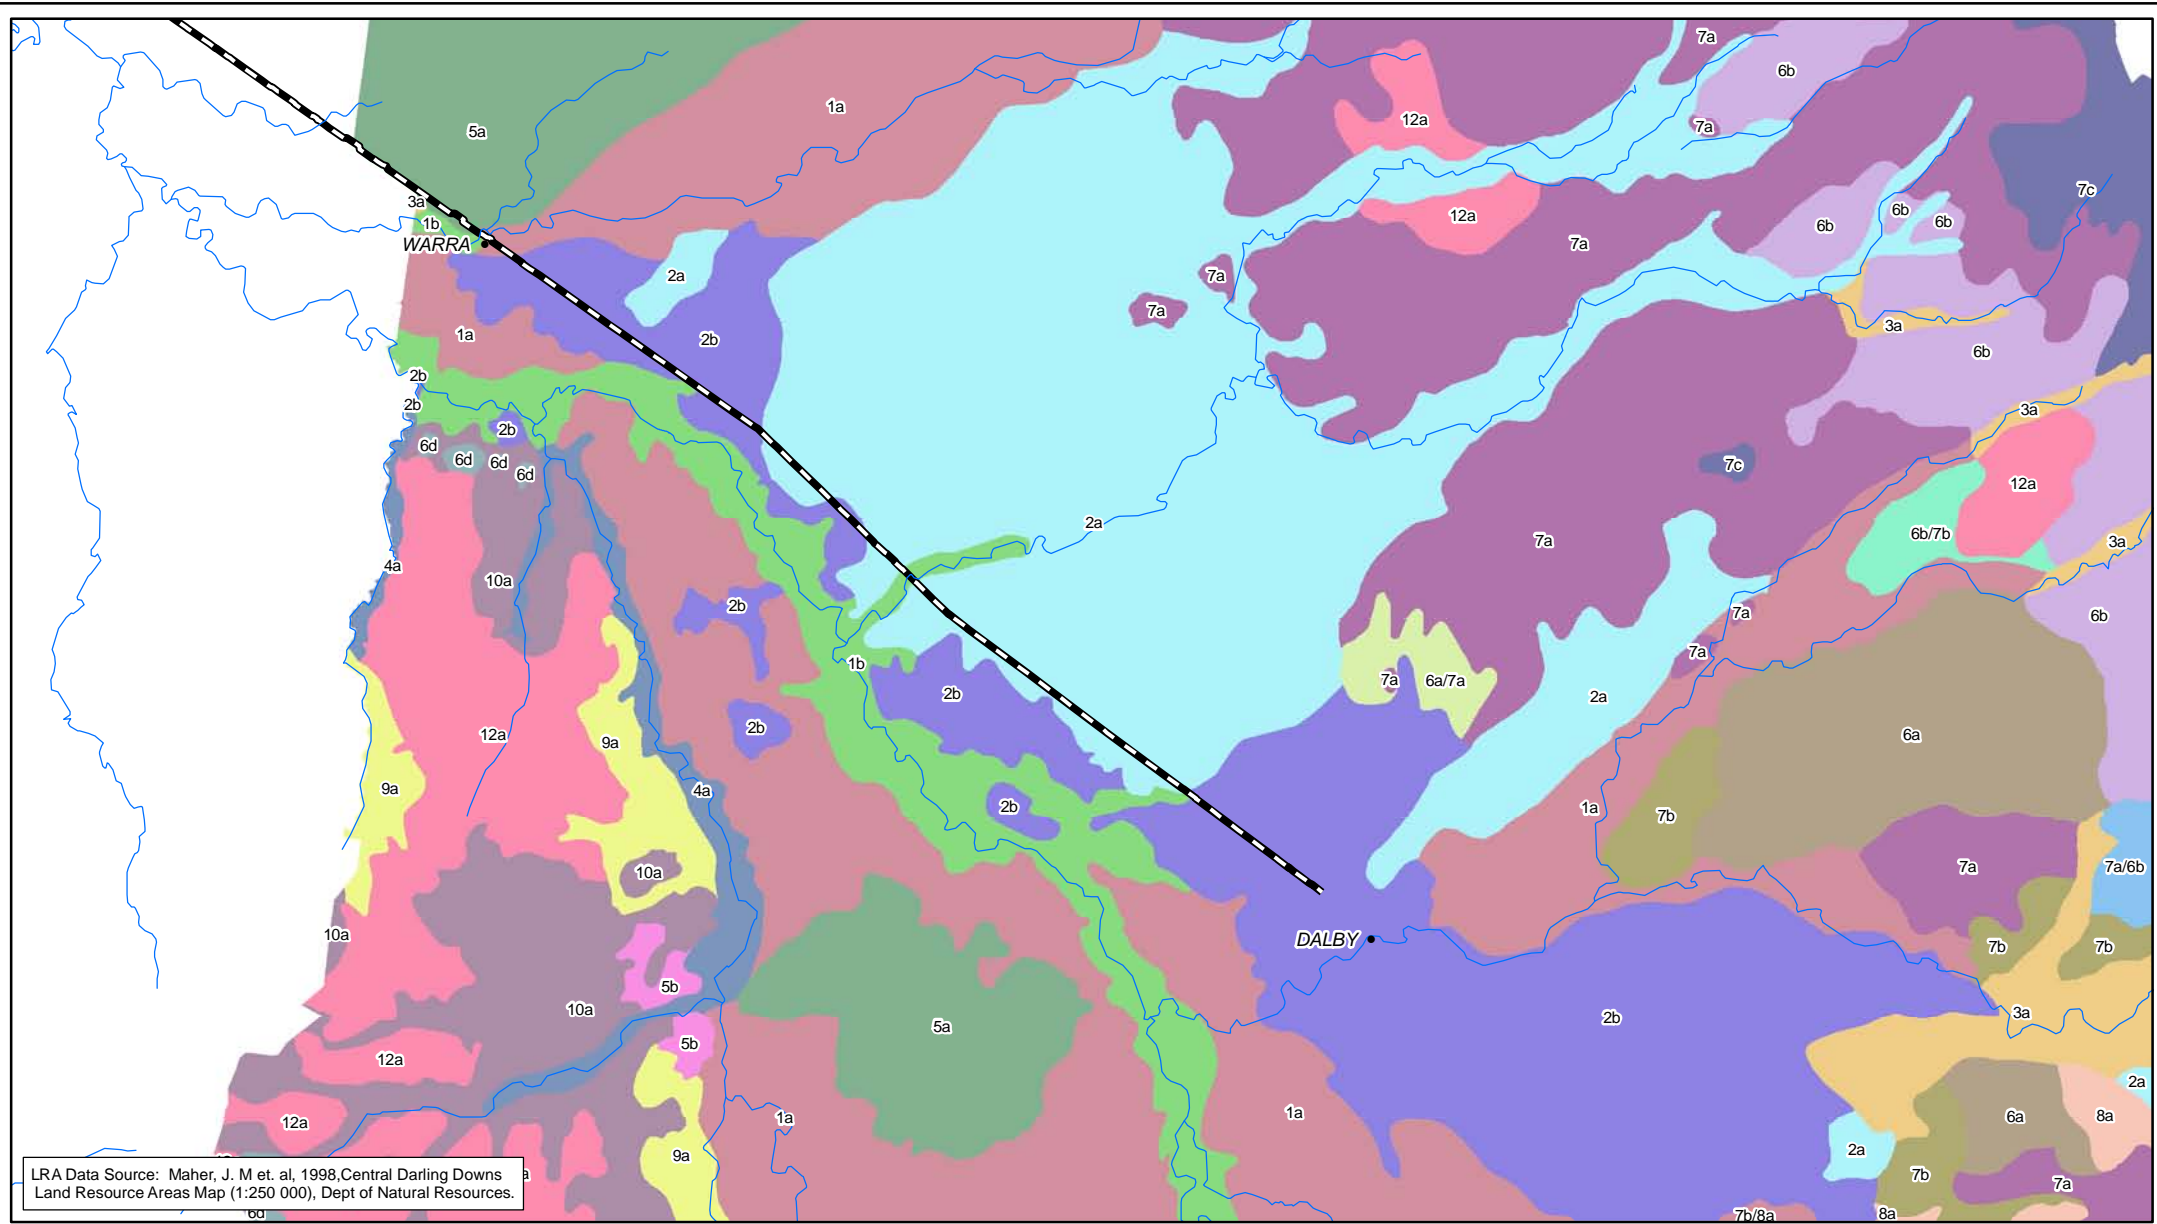 7a
6b
1a
12a
5a
7a
7c
3a
12a
6b
6b
6b
1b
7a
WARRA
2a
7a
7a
3a
1a
2b
6b
2b
2b
3a
2b
6d
6d
6d
7c
6d
12a
2a
6b/7b
7a
3a
4a
10a
2b
7a
6b
7a
1b
7a
6a/7a
2b
2a
2b
12a
6a
9a
9a
4a
2b
1a
7b
7a
7a/6b
10a
10a
DALBY
7b
7b
5b
10a
3a
2b
5a
5b
12a
2a
1a
1a
12a
6a
8a
2a
9a
7b
LRA Data Source: Maher, J. M et. al, 1998,Central Darling Downs
Land Resource Areas Map (1:250 000), Dept of Natural Resources.
a
7a
6d
7b/8a
8a